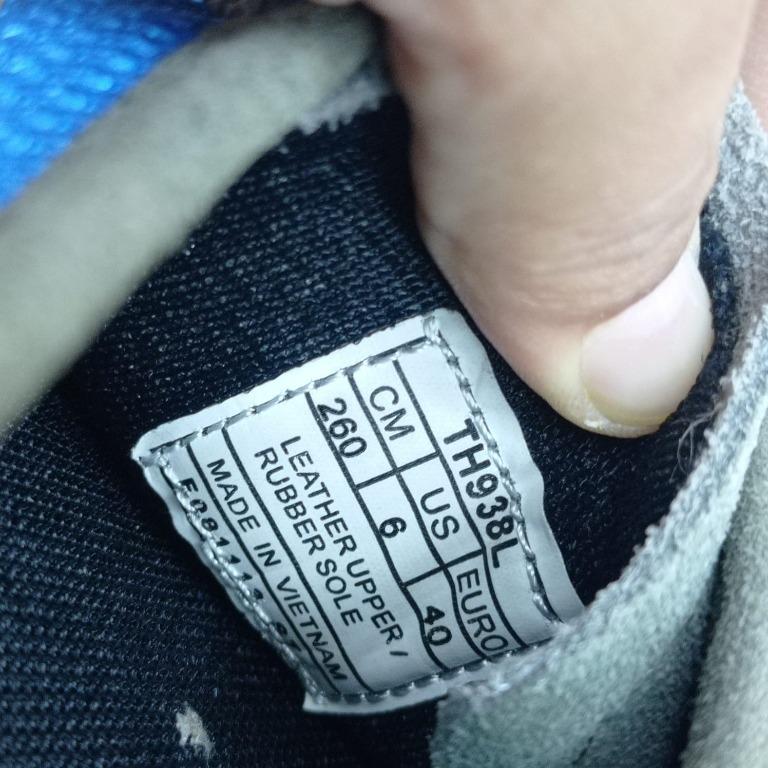 TH938L
CM US EURO
260 6 40
LEATHER UPPER /
RUBBER SOLE
MADE IN VIETNAM